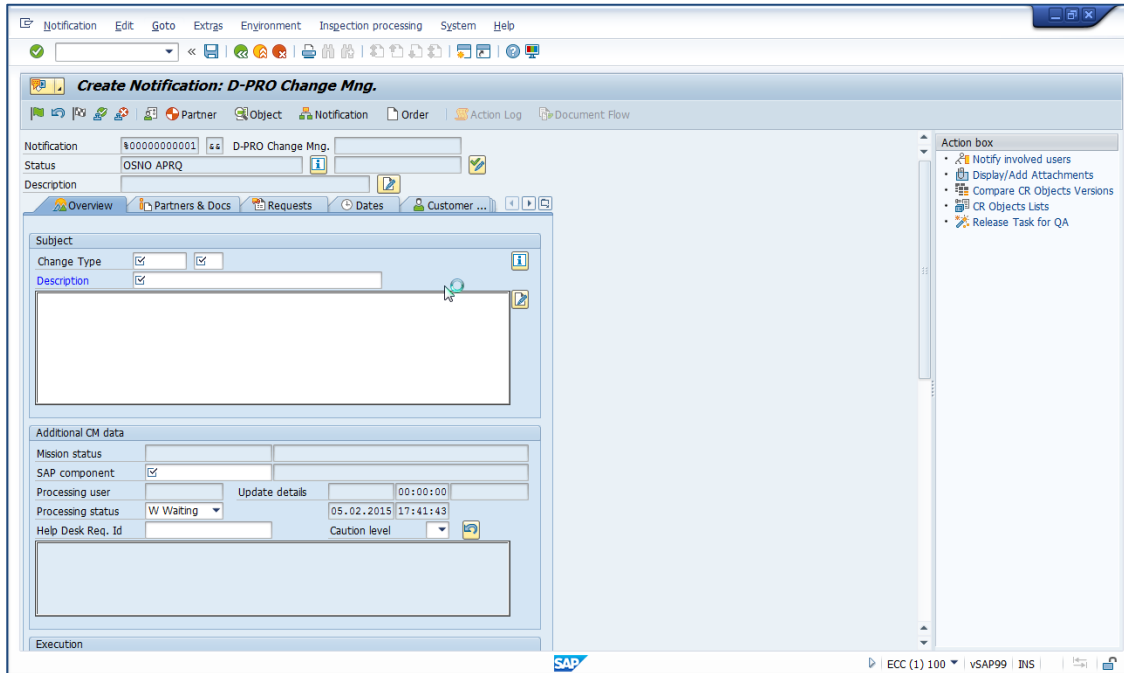 Notification Edit Goto Extras Environment Inspection processing System Help
Create Notification: D-PRO Change Mng.
Partner Object Notification Order Action Log Document Flow
Notification %00000000001 D-PRO Change Mng.
Status OSNO APRQ
Description
Overview Partners & Docs Requests Dates Customer ...
Subject
Change Type
Description
Additional CM data
Mission status
SAP component
Processing user Update details 00:00:00
Processing status W Waiting 05.02.2015 17:41:43
Help Desk Req. Id Caution level
Execution
Action box
Notify involved users
Display/Add Attachments
Compare CR Objects Versions
CR Objects Lists
Release Task for QA
SAP ECC (1) 100 vSAP99 INS